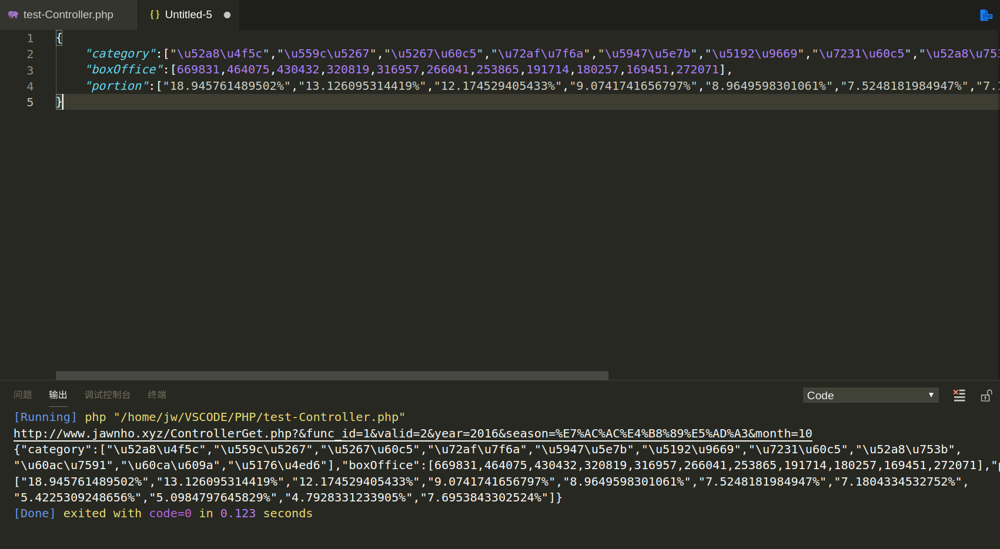 test-Controller.php
{} Untitled-5
1 {
2 "category":["\u52a8\u4f5c","\u559c\u5267","\u5267\u60c5","\u72af\u7f6a","\u5947\u5e7b","\u5192\u9669","\u7231\u60c5","\u52a8\u753
3 "boxOffice":[669831,464075,430432,320819,316957,266041,253865,191714,180257,169451,272071],
4 "portion":["18.945761489502%","13.126095314419%","12.174529405433%","9.0741741656797%","8.9649598301061%","7.5248181984947%","7.1
5 }
问题 输出 调试控制台 终端 Code
[Running] php "/home/jw/VSCODE/PHP/test-Controller.php"
http://www.jawnho.xyz/ControllerGet.php?&func_id=1&valid=2&year=2016&season=%E7%AC%AC%E4%B8%89%E5%AD%A3&month=10
{"category":["\u52a8\u4f5c","\u559c\u5267","\u5267\u60c5","\u72af\u7f6a","\u5947\u5e7b","\u5192\u9669","\u7231\u60c5","\u52a8\u753b",
"\u60ac\u7591","\u60ca\u609a","\u5176\u4ed6"],"boxOffice":[669831,464075,430432,320819,316957,266041,253865,191714,180257,169451,272071],"p
["18.945761489502%","13.126095314419%","12.174529405433%","9.0741741656797%","8.9649598301061%","7.5248181984947%","7.1804334532752%",
"5.4225309248656%","5.0984797645829%","4.7928331233905%","7.6953843302524%"]}
[Done] exited with code=0 in 0.123 seconds